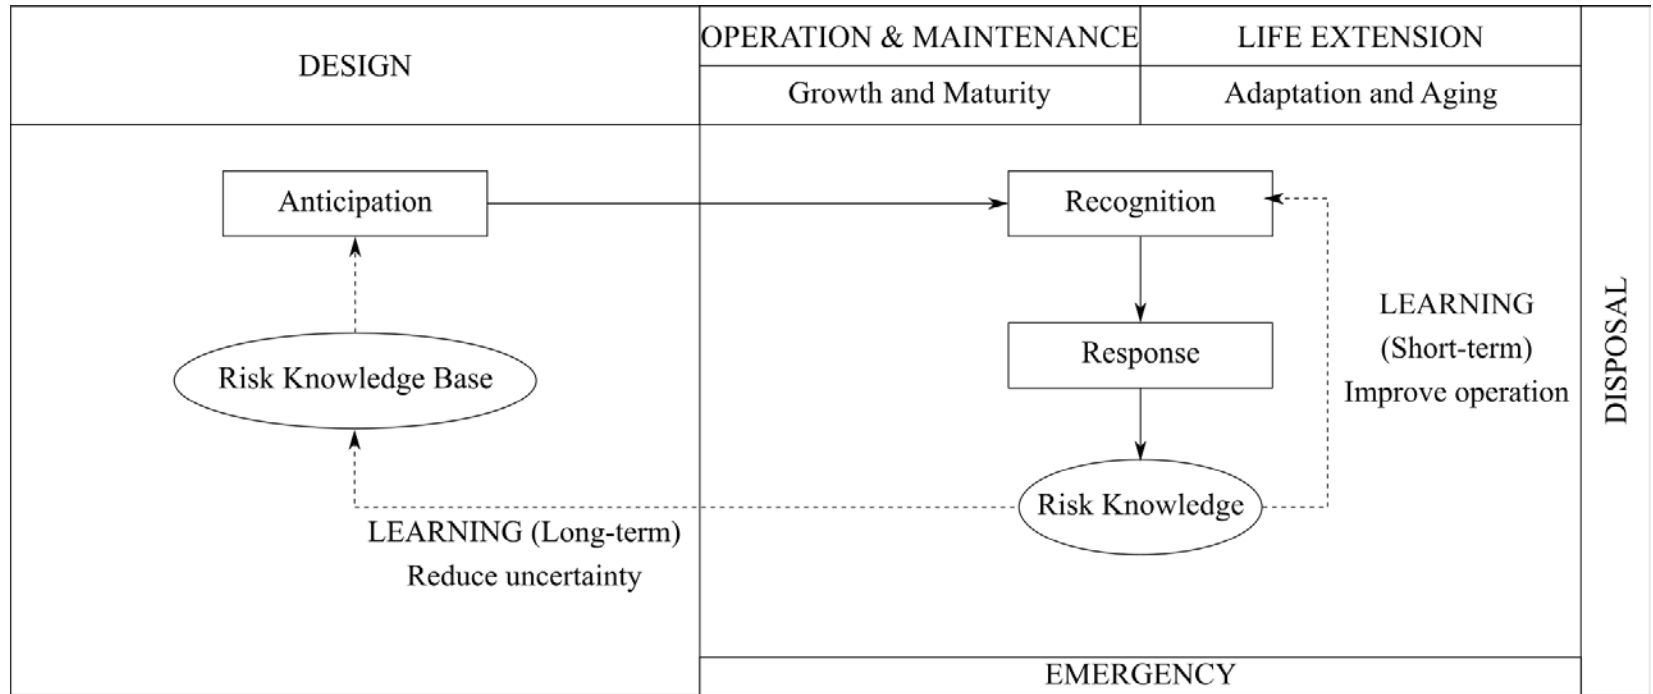 DESIGN
OPERATION & MAINTENANCE
LIFE EXTENSION
Growth and Maturity
Adaptation and Aging
Anticipation
Recognition
Risk Knowledge Base
Response
LEARNING
(Short-term)
Improve operation
Risk Knowledge
LEARNING (Long-term)
Reduce uncertainty
EMERGENCY
DISPOSAL